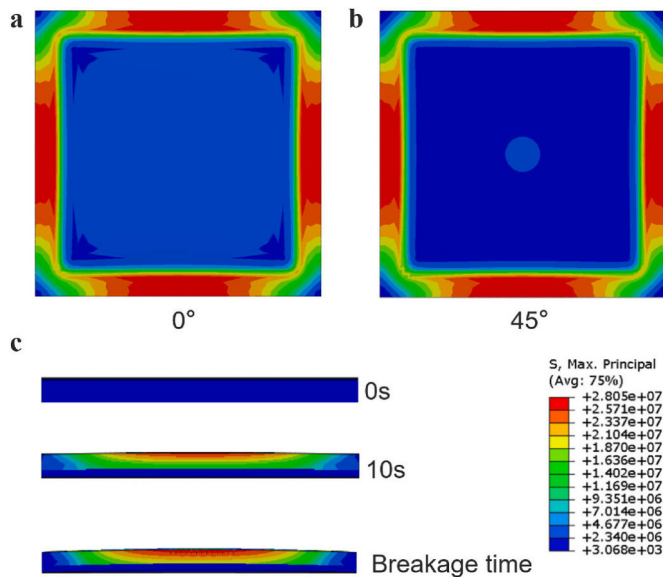 a
b
0°
45°
c
0s
10s
Breakage time
S, Max. Principal
(Avg: 75%)
+2.805e+07
+2.571e+07
+2.337e+07
+2.104e+07
+1.870e+07
+1.636e+07
+1.402e+07
+1.169e+07
+9.351e+06
+7.014e+06
+4.677e+06
+2.340e+06
+3.068e+03